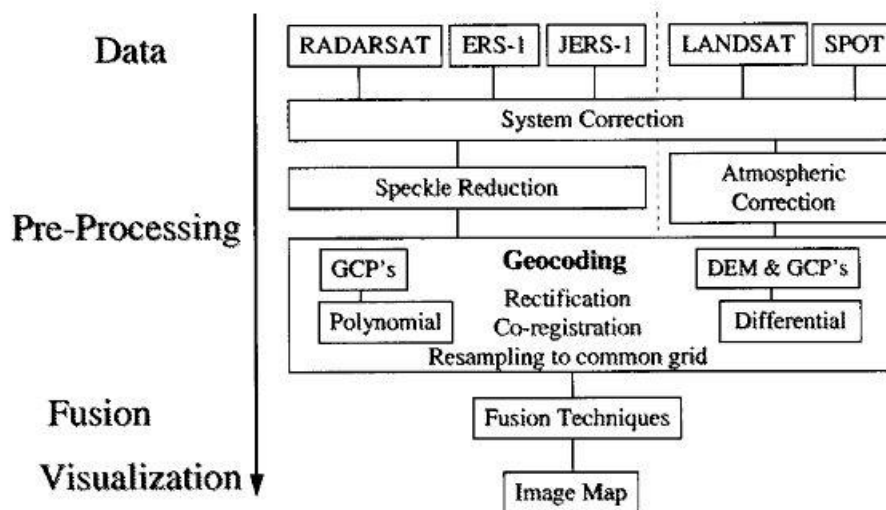 Data
RADARSAT ERS-1 JERS-1 LANDSAT SPOT
System Correction
Speckle Reduction
Atmospheric
Correction
Pre-Processing
GCP's
Geocoding
DEM & GCP's
Rectification
Polynomial
Co-registration
Differential
Resampling to common grid
Fusion
Fusion Techniques
Visualization
Image Map